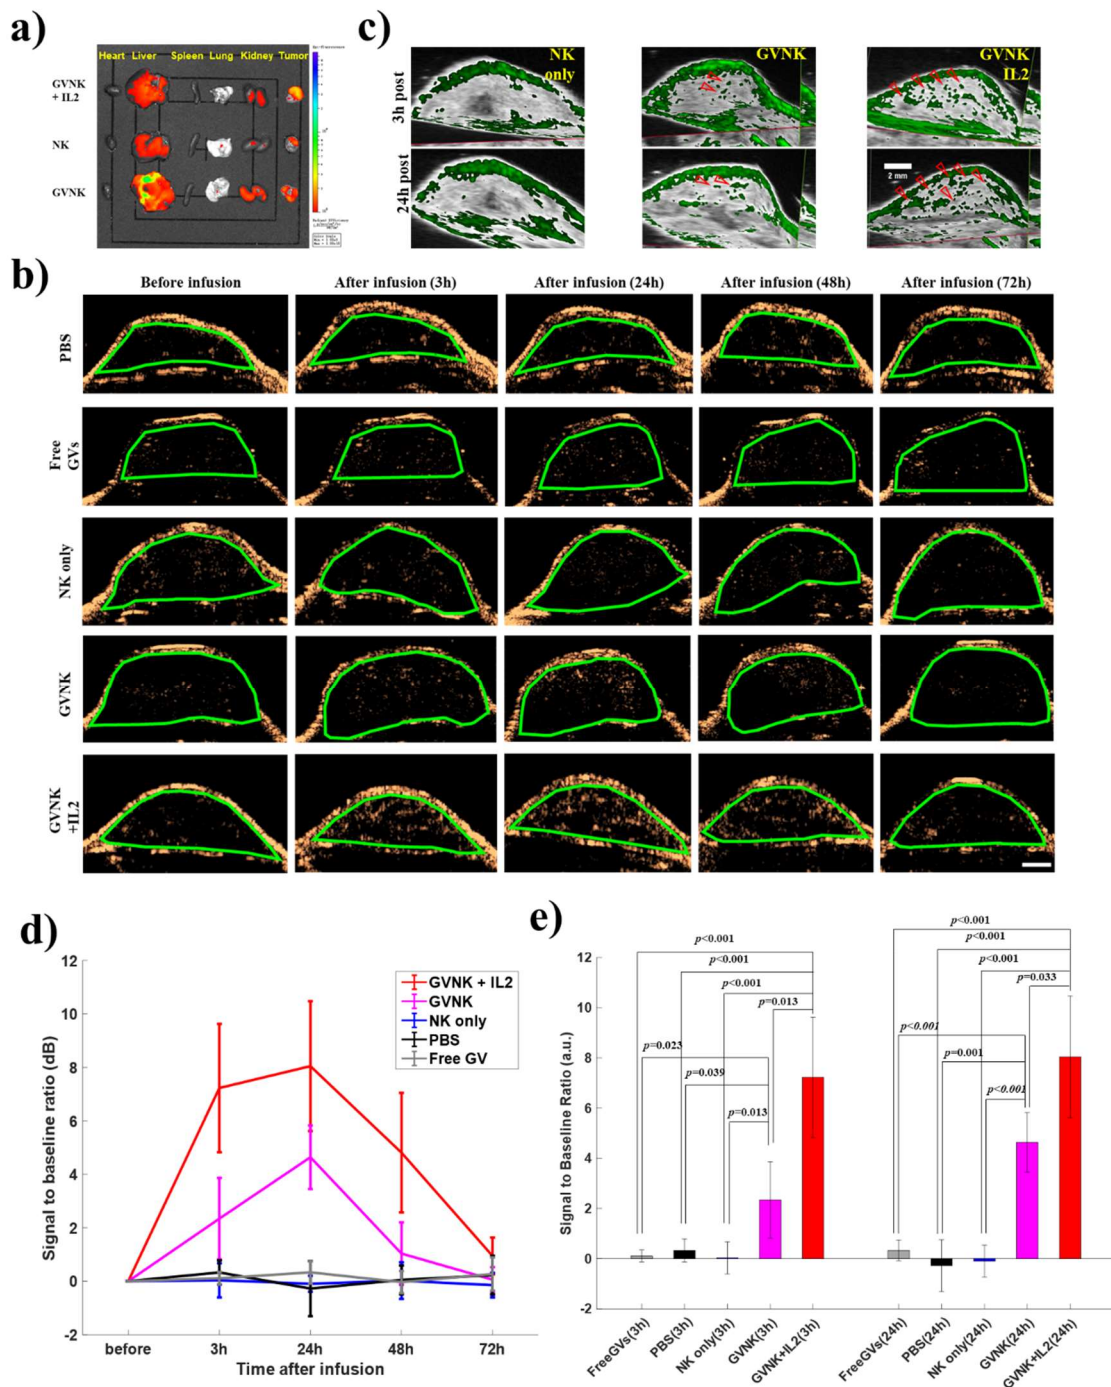 a)
Heart Liver Spleen Lung Kidney Tumor
GVNK
+ IL2
NK
GVNK
c)
NK
only
GVNK
GVNK
IL2
3h post
24h post
2 mm
b)
Before infusion After infusion (3h) After infusion (24h) After infusion (48h) After infusion (72h)
PBS
Free
GVs
NK only
GVNK
GVNK
+IL2
d)
12
10
8
6
4
2
0
-2
Signal to baseline ratio (dB)
GVNK + IL2
GVNK
NK only
PBS
Free GV
before 3h 24h 48h 72h
Time after infusion
e)
p<0.001
p<0.001
p<0.001
p=0.013
p=0.023
p=0.039
p=0.013
p<0.001
p<0.001
p<0.001
p=0.033
p<0.001
p=0.001
p<0.001
12
10
8
6
4
2
0
-2
Signal to Baseline Ratio (a.u.)
FreeGVs(3h)
PBS(3h)
NK only(3h)
GVNK(3h)
GVNK+IL2(3h)
FreeGVs(24h)
PBS(24h)
NK only(24h)
GVNK(24h)
GVNK+IL2(24h)